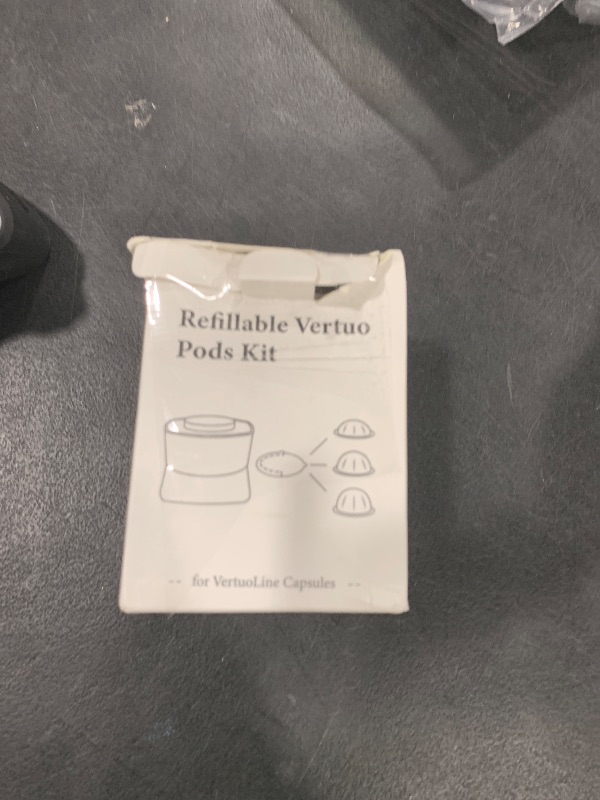 Refillable Vertuo
Pods Kit
-- for VertuoLine Capsules --